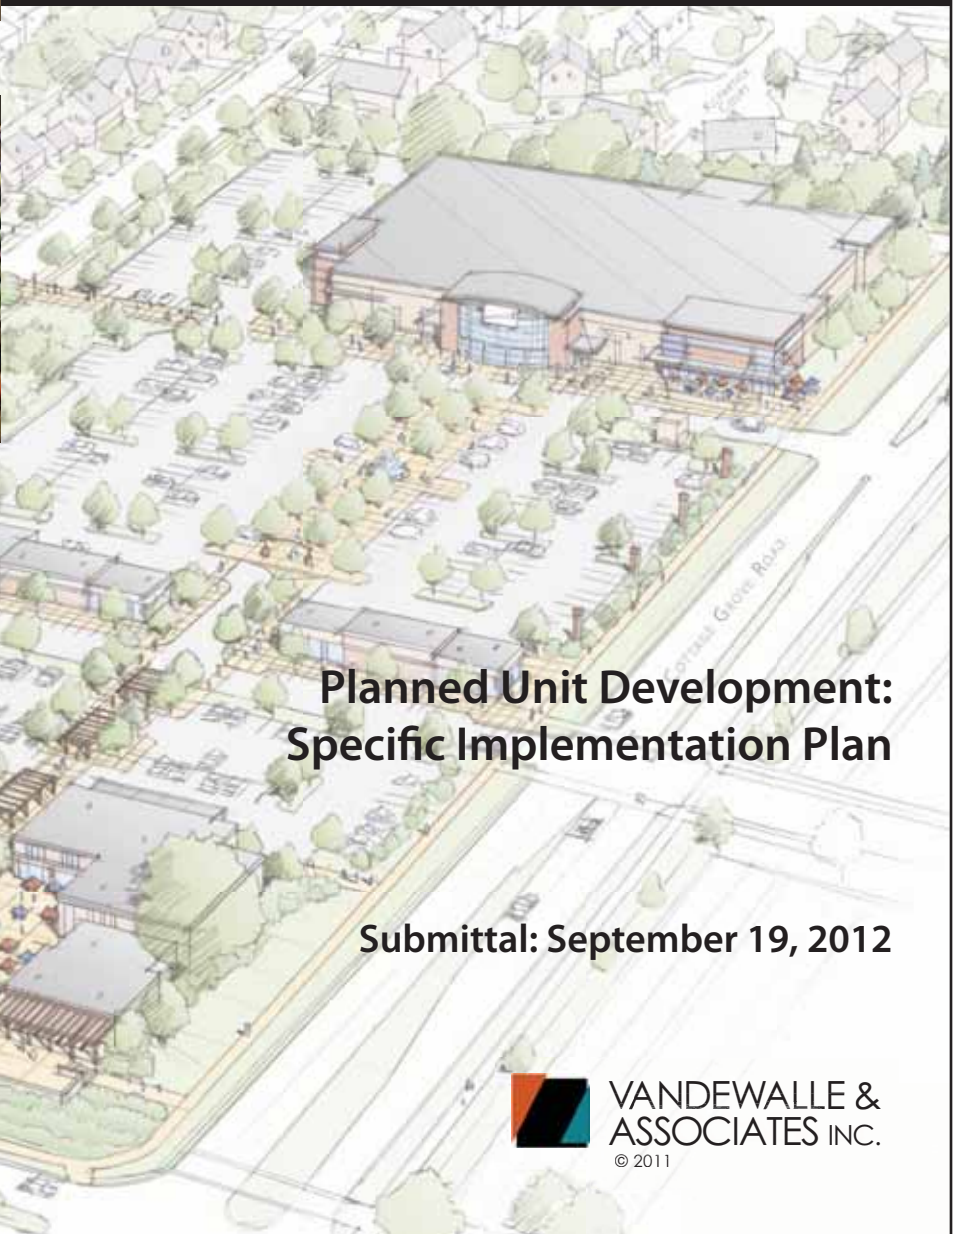 COTTAGE GROVE ROAD
Planned Unit Development:
Specific Implementation Plan
Submittal: September 19, 2012
VANDEWALLE &
ASSOCIATES INC.
© 2011